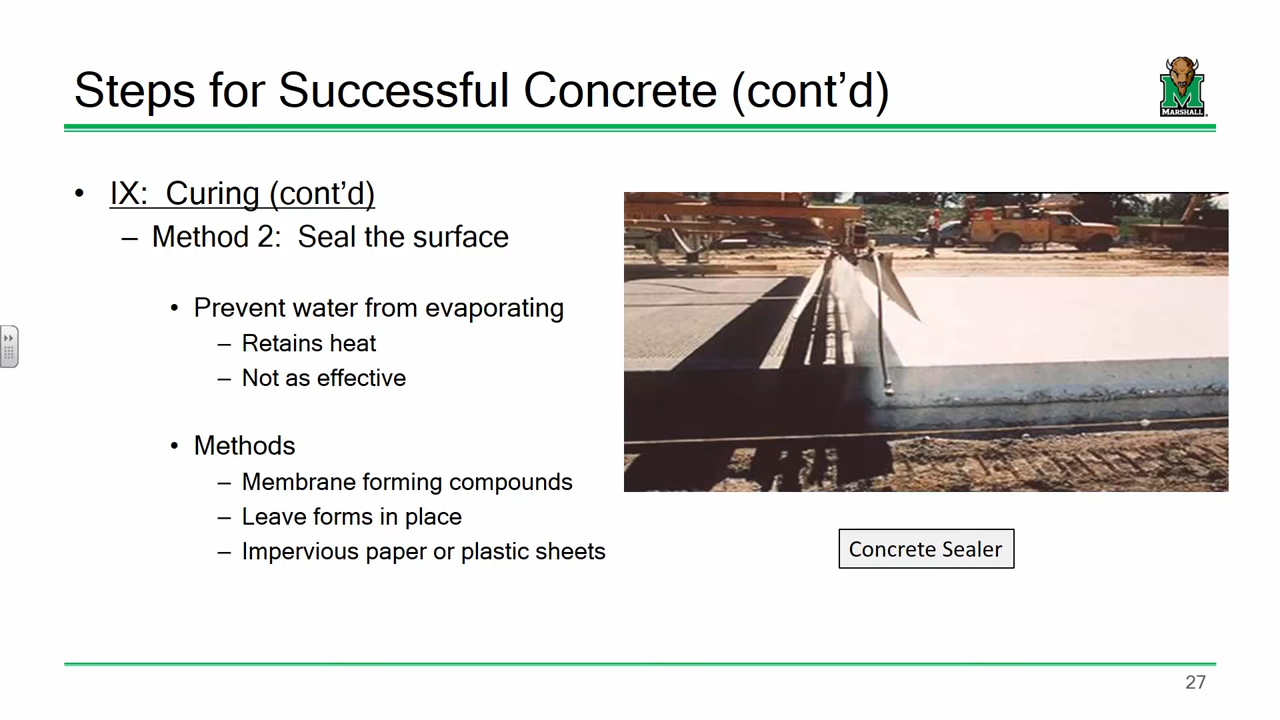 Steps for Successful Concrete (cont’d)
MARSHALL
• IX: Curing (cont’d)
– Method 2: Seal the surface
• Prevent water from evaporating
– Retains heat
– Not as effective
• Methods
– Membrane forming compounds
– Leave forms in place
– Impervious paper or plastic sheets
Concrete Sealer
27